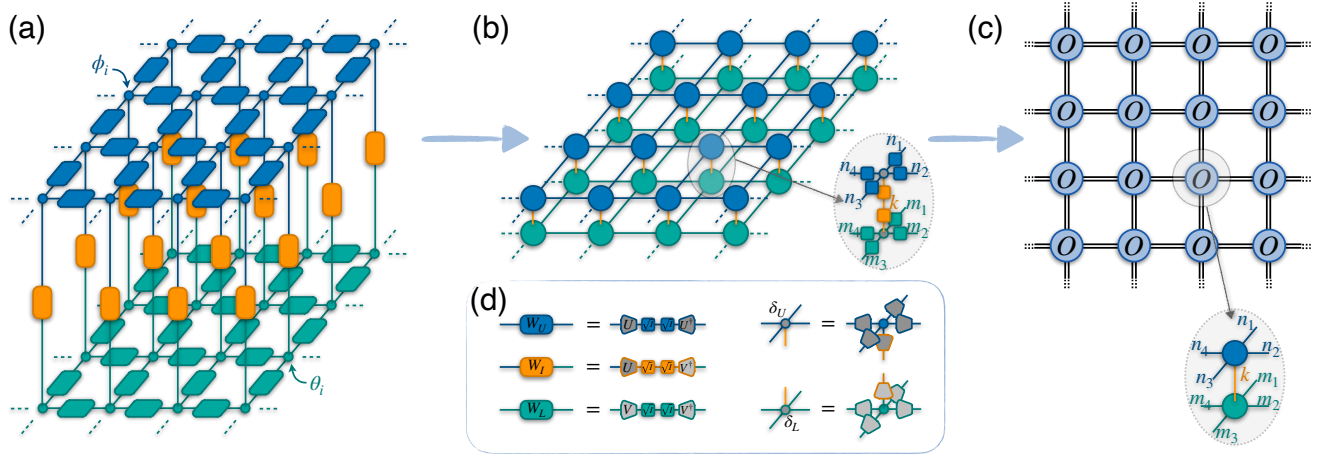 (a)
ϕi
θi
(b)
n1
n4 n2
n3
k
m1
m4 m2
m3
(c)
O O O O
O O O O
O O O O
O O O O
n1
n4 n2
n3
k
m1
m4 m2
m3
(d)
WU = U √I √I U†
δU =
WI = U √I √I V†
WL = V √I √I V†
δL =